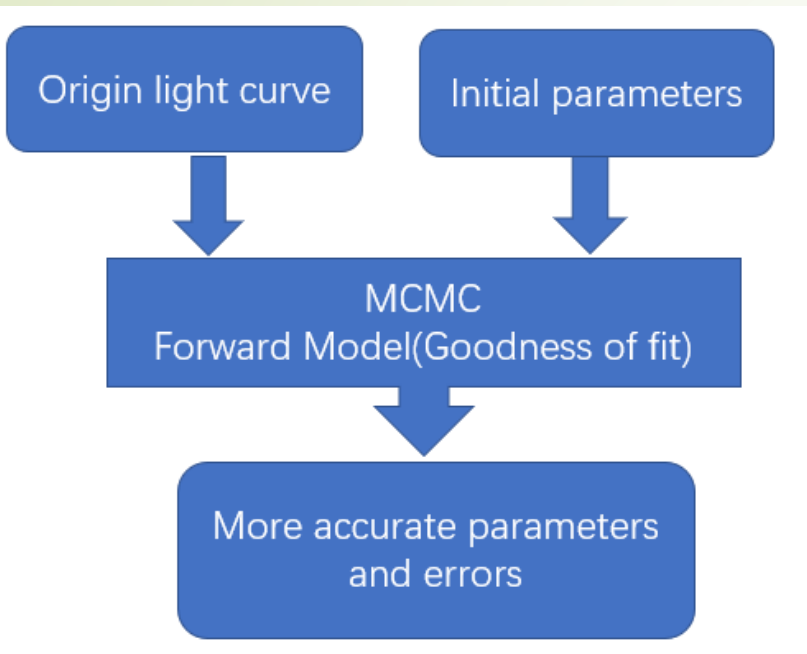 Origin light curve
Initial parameters
MCMC
Forward Model(Goodness of fit)
More accurate parameters
and errors